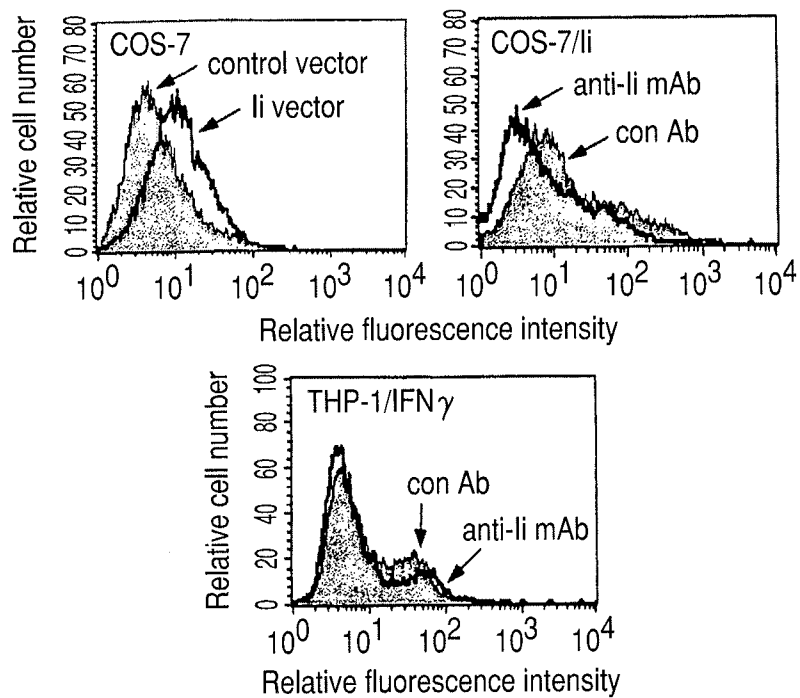 COS-7
control vector
Ii vector
Relative cell number
0 10 20 30 40 50 60 70 80
10^0 10^1 10^2 10^3 10^4
COS-7/Ii
anti-Ii mAb
con Ab
Relative cell number
0 10 20 30 40 50 60 70 80
10^0 10^1 10^2 10^3 10^4
Relative fluorescence intensity
THP-1/IFNγ
con Ab
anti-Ii mAb
Relative cell number
0 20 40 60 80 100
10^0 10^1 10^2 10^3 10^4
Relative fluorescence intensity